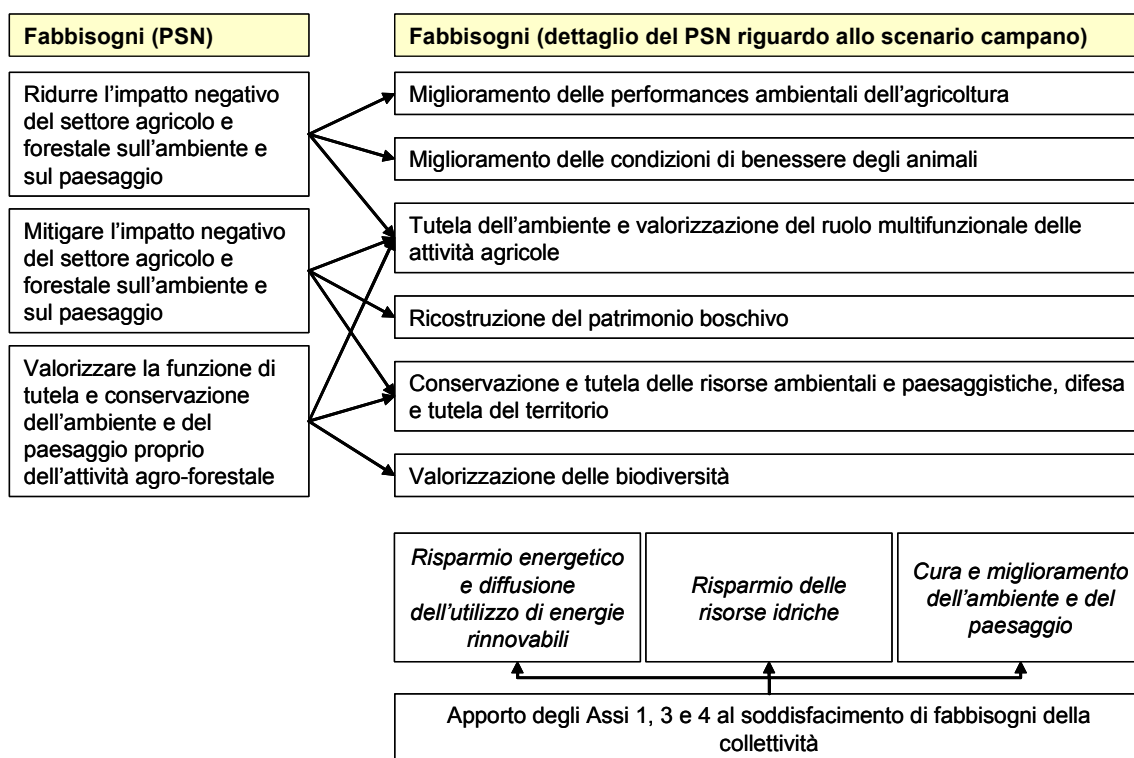 Fabbisogni (PSN)
Fabbisogni (dettaglio del PSN riguardo allo scenario campano)
Ridurre l'impatto negativo
del settore agricolo e
forestale sull'ambiente e
sul paesaggio
Mitigare l'impatto negativo
del settore agricolo e
forestale sull'ambiente e
sul paesaggio
Valorizzare la funzione di
tutela e conservazione
dell'ambiente e del
paesaggio proprio
dell'attività agro-forestale
Miglioramento delle performances ambientali dell'agricoltura
Miglioramento delle condizioni di benessere degli animali
Tutela dell'ambiente e valorizzazione del ruolo multifunzionale delle
attività agricole
Ricostruzione del patrimonio boschivo
Conservazione e tutela delle risorse ambientali e paesaggistiche, difesa
e tutela del territorio
Valorizzazione delle biodiversità
Risparmio energetico
e diffusione
dell'utilizzo di energie
rinnovabili
Risparmio delle
risorse idriche
Cura e miglioramento
dell'ambiente e del
paesaggio
Apporto degli Assi 1, 3 e 4 al soddisfacimento di fabbisogni della
collettività